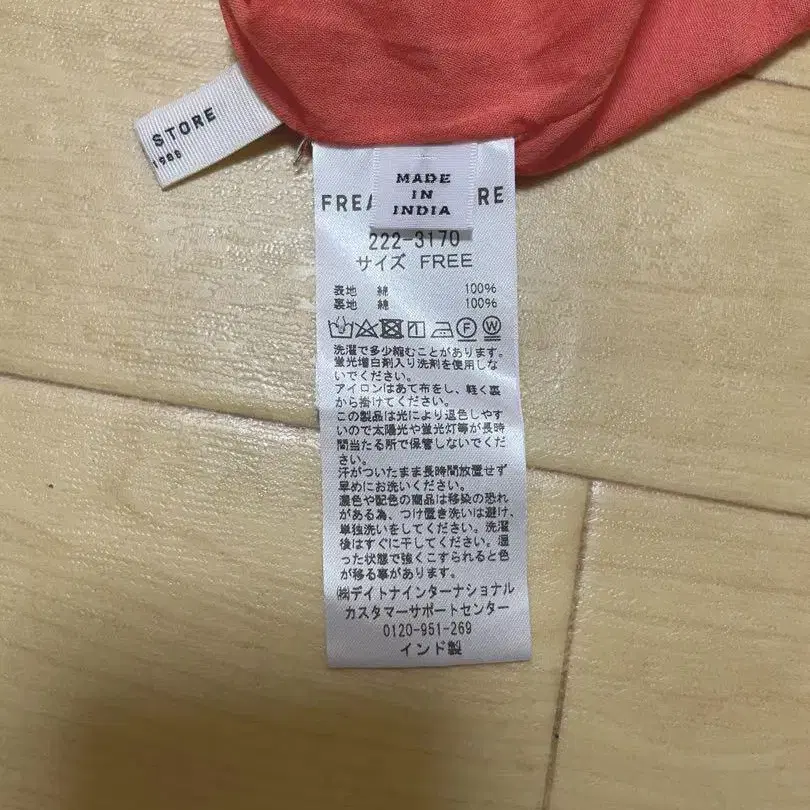 STORE
1986
MADE
IN
INDIA
FREA RE
222-3170
サイズ FREE
表地 綿 100%
裏地 綿 100%
F W
洗濯で多少縮むことがあります。
蛍光増白剤入り洗剤を使用しな
いでください。
アイロンはあて布をし、軽く裏
から掛けてください。
この製品は光により退色しやす
いので太陽光や蛍光灯等が長時
間当たる所で保管しないでくだ
さい。
汗がついたまま長時間放置せず
早めにお洗いください。
濃色や配色の商品は移染の恐れ
がある為、つけ置き洗いは避け、
単独洗いをしてください。洗濯
後はすぐに干してください。湿
った状態で強くこすられると色
が移る事があります。
㈱デイトナインターナショナル
カスタマーサポートセンター
0120-951-269
インド製